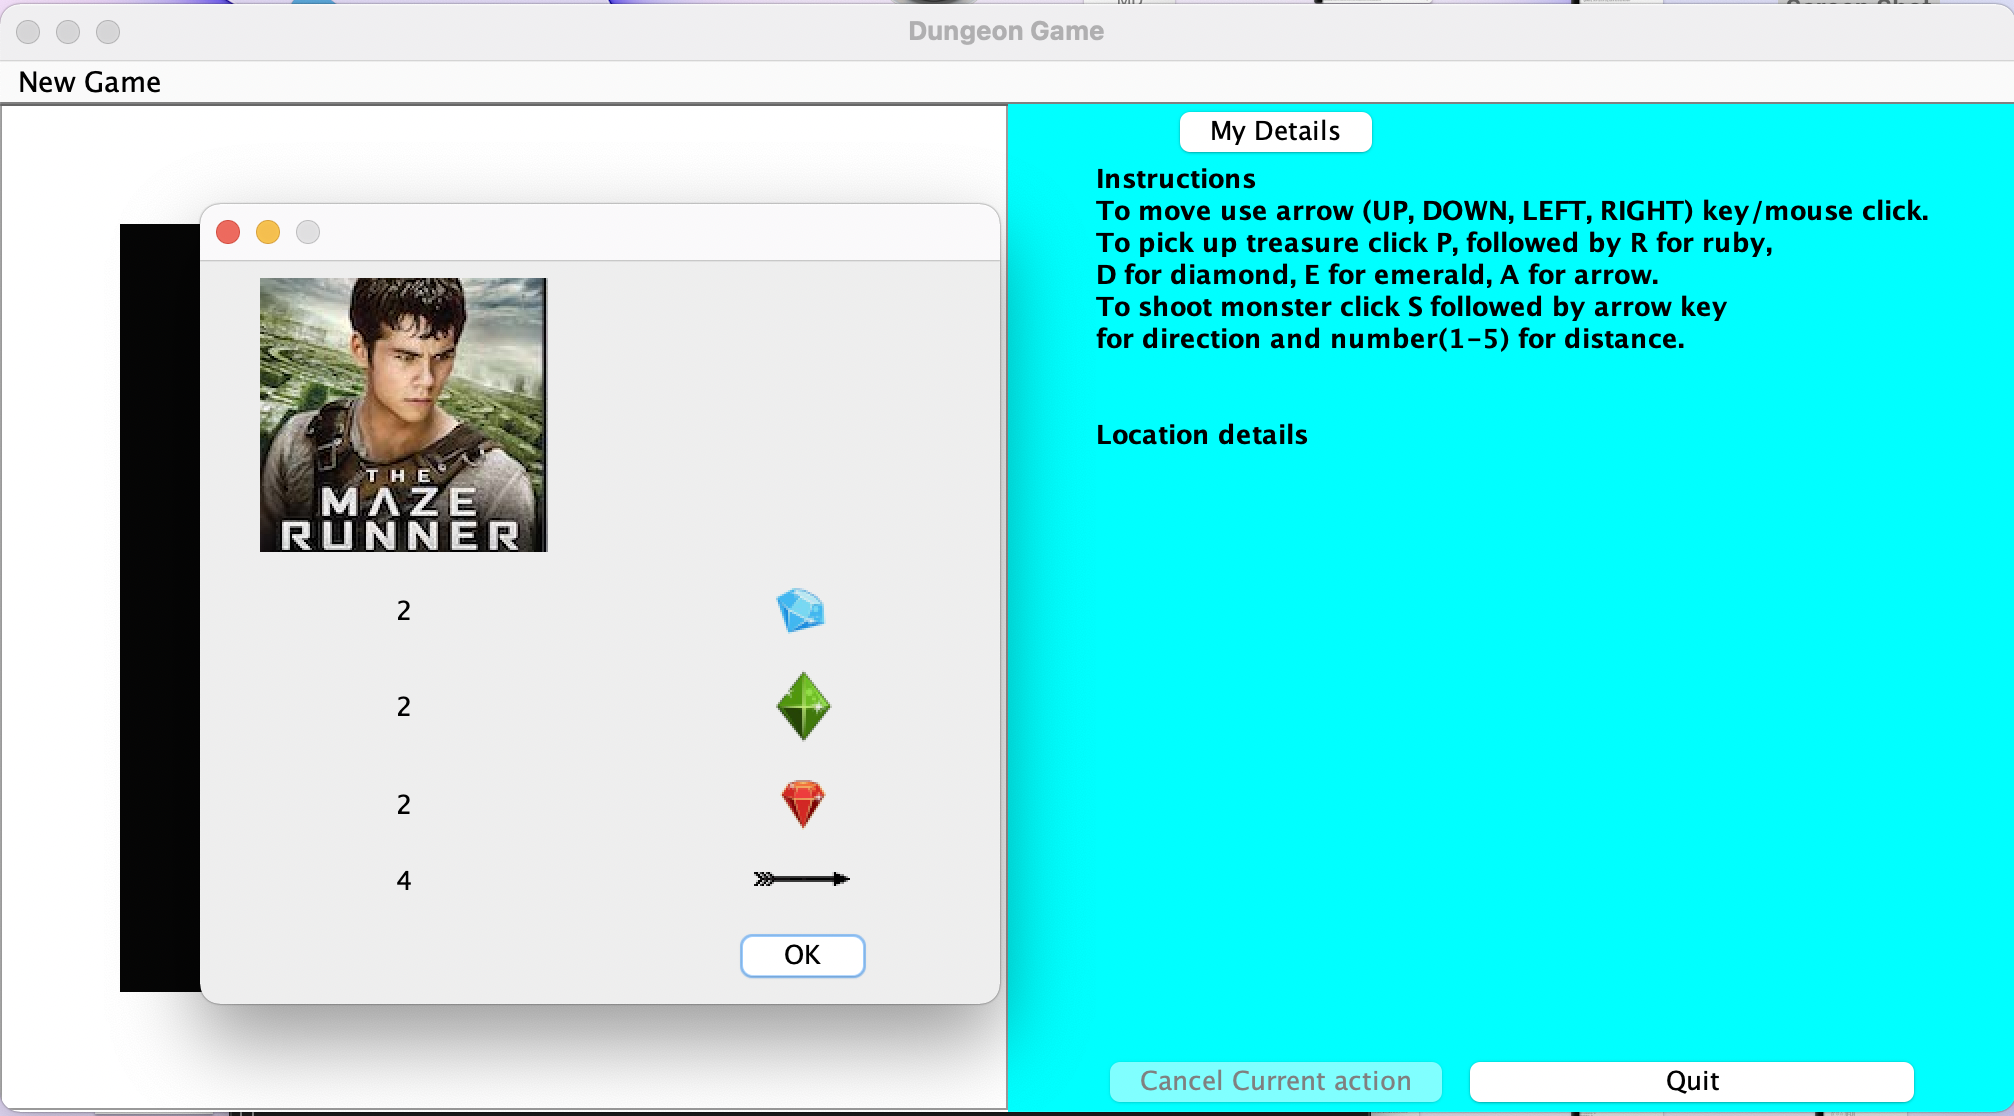 Dungeon Game
New Game
My Details
Instructions
To move use arrow (UP, DOWN, LEFT, RIGHT) key/mouse click.
To pick up treasure click P, followed by R for ruby,
D for diamond, E for emerald, A for arrow.
To shoot monster click S followed by arrow key
for direction and number(1-5) for distance.
Location details
THE
MAZE
RUNNER
2
2
2
4
OK
Cancel Current action
Quit